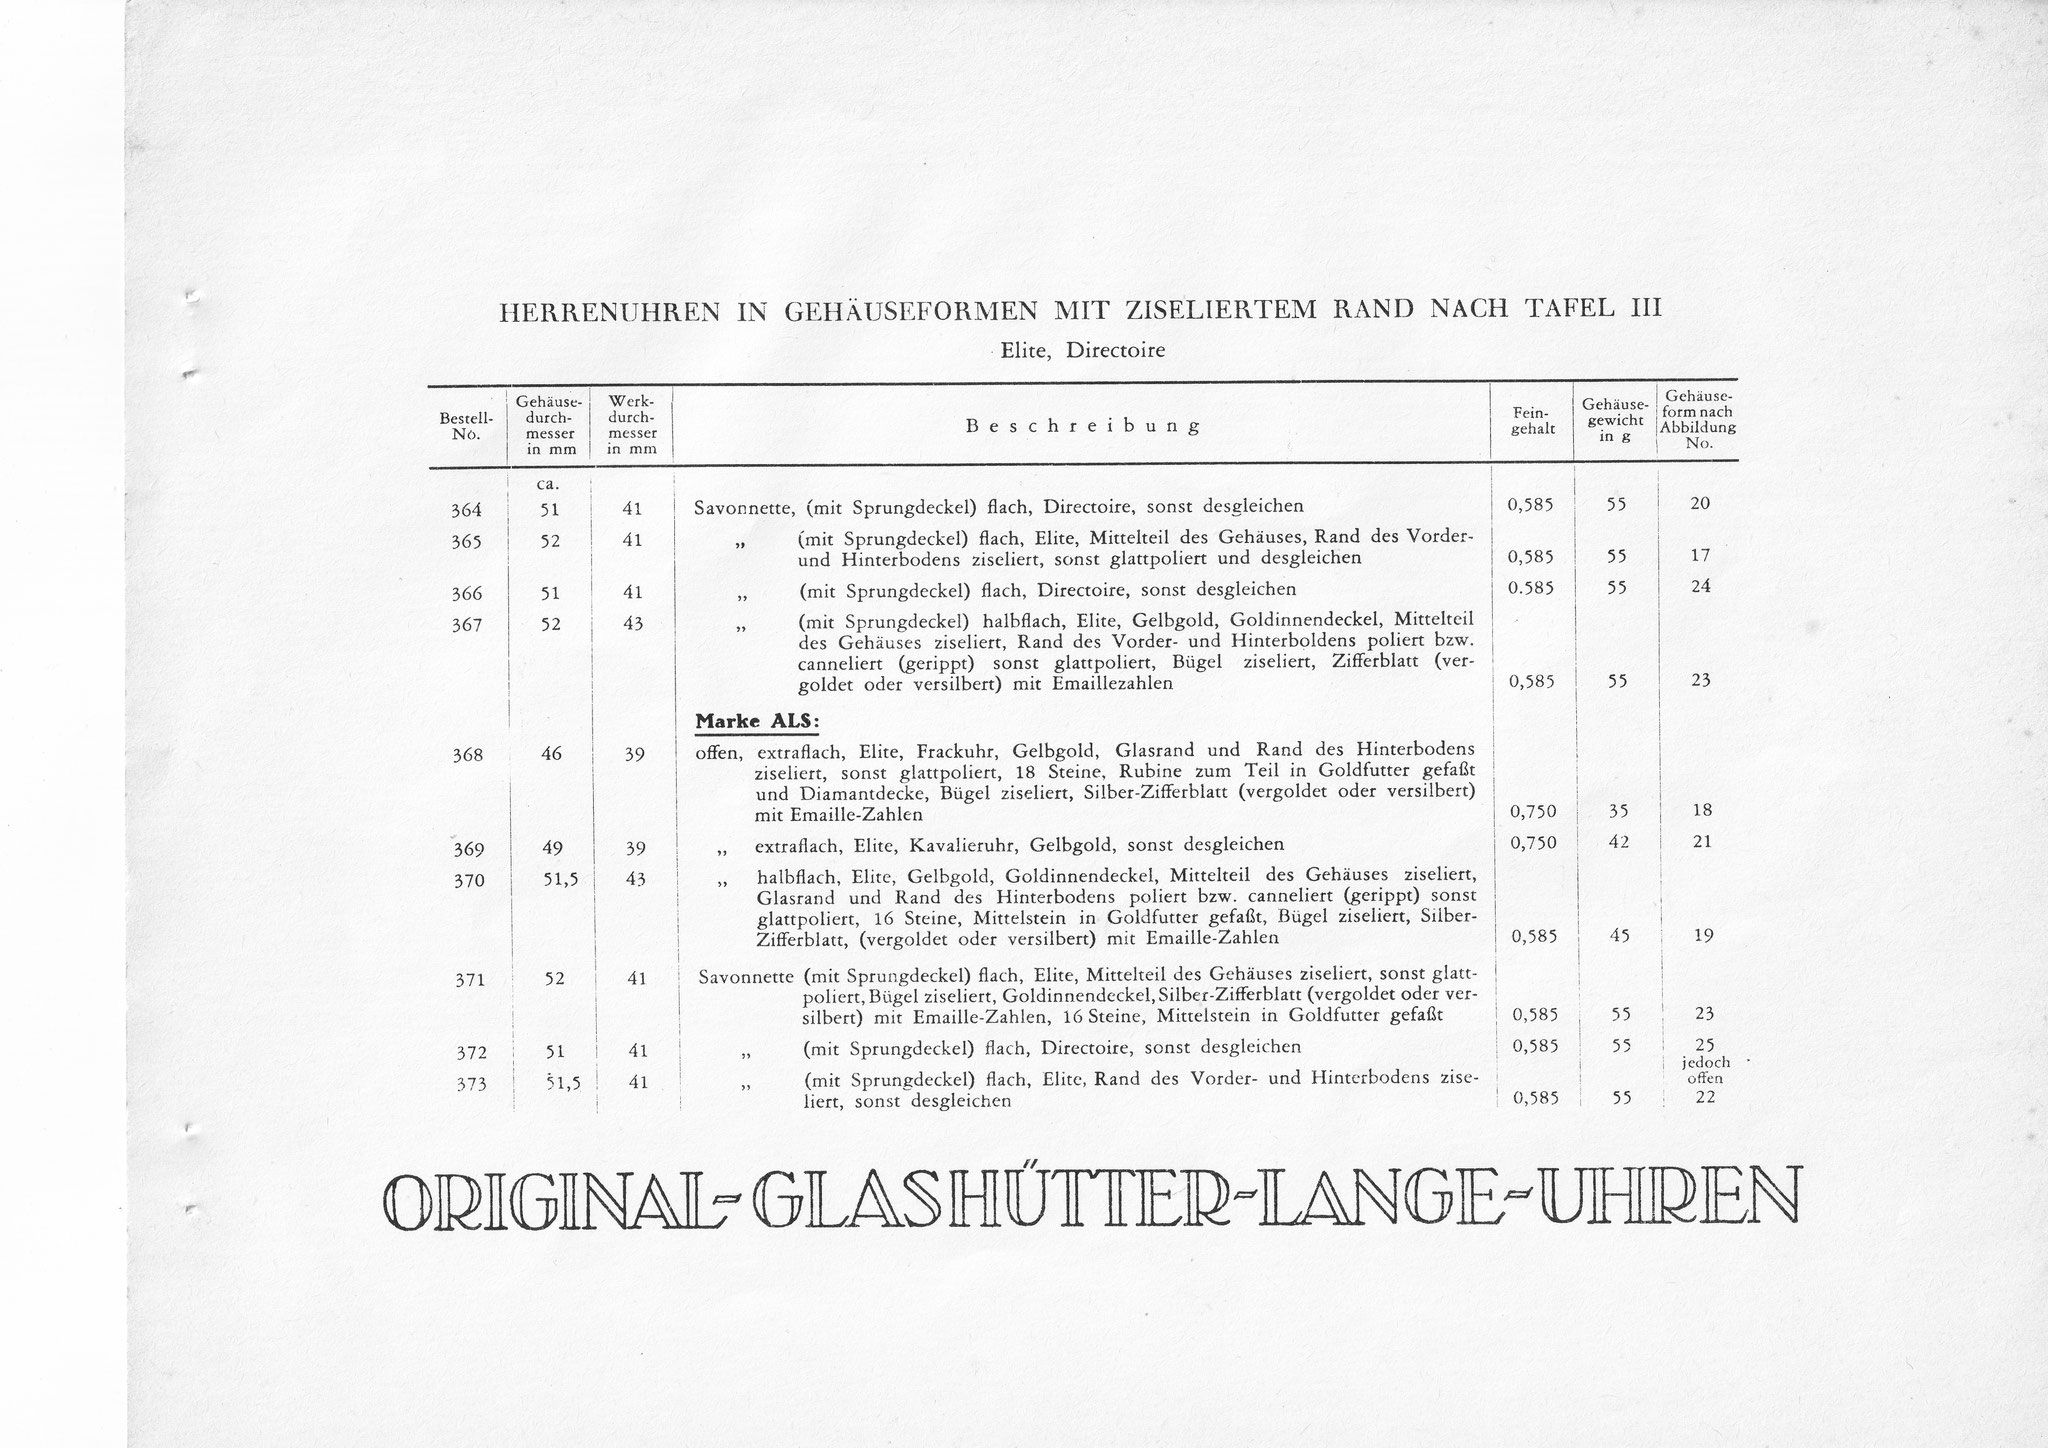 HERRENUHREN IN GEHÄUSEFORMEN MIT ZISELIERTEM RAND NACH TAFEL III
Elite, Directoire
Bestell-
No.
Gehäuse-
durch-
messer
in mm
Werk-
durch-
messer
in mm
Beschreibung
Fein-
gehalt
Gehäuse-
gewicht
in g
Gehäuse-
form nach
Abbildung
No.
ca.
364 51 41 Savonnette, (mit Sprungdeckel) flach, Directoire, sonst desgleichen 0,585 55 20
365 52 41 „ (mit Sprungdeckel) flach, Elite, Mittelteil des Gehäuses, Rand des Vorder-
und Hinterbodens ziseliert, sonst glattpoliert und desgleichen 0,585 55 17
366 51 41 „ (mit Sprungdeckel) flach, Directoire, sonst desgleichen 0.585 55 24
367 52 43 „ (mit Sprungdeckel) halbflach, Elite, Gelbgold, Goldinnendeckel, Mittelteil
des Gehäuses ziseliert, Rand des Vorder- und Hinterboldens poliert bzw.
canneliert (gerippt) sonst glattpoliert, Bügel ziseliert, Zifferblatt (ver-
goldet oder versilbert) mit Emaillezahlen 0,585 55 23
Marke ALS:
368 46 39 offen, extraflach, Elite, Frackuhr, Gelbgold, Glasrand und Rand des Hinterbodens
ziseliert, sonst glattpoliert, 18 Steine, Rubine zum Teil in Goldfutter gefaßt
und Diamantdecke, Bügel ziseliert, Silber-Zifferblatt (vergoldet oder versilbert)
mit Emaille-Zahlen 0,750 35 18
369 49 39 „ extraflach, Elite, Kavalieruhr, Gelbgold, sonst desgleichen 0,750 42 21
370 51,5 43 „ halbflach, Elite, Gelbgold, Goldinnendeckel, Mittelteil des Gehäuses ziseliert,
Glasrand und Rand des Hinterbodens poliert bzw. canneliert (gerippt) sonst
glattpoliert, 16 Steine, Mittelstein in Goldfutter gefaßt, Bügel ziseliert, Silber-
Zifferblatt, (vergoldet oder versilbert) mit Emaille-Zahlen 0,585 45 19
371 52 41 Savonnette (mit Sprungdeckel) flach, Elite, Mittelteil des Gehäuses ziseliert, sonst glatt-
poliert, Bügel ziseliert, Goldinnendeckel, Silber-Zifferblatt (vergoldet oder ver-
silbert) mit Emaille-Zahlen, 16 Steine, Mittelstein in Goldfutter gefaßt 0,585 55 23
372 51 41 „ (mit Sprungdeckel) flach, Directoire, sonst desgleichen 0,585 55 25
jedoch
offen
373 51,5 41 „ (mit Sprungdeckel) flach, Elite, Rand des Vorder- und Hinterbodens zise-
liert, sonst desgleichen 0,585 55 22
ORIGINAL-GLASHÜTTER-LANGE-UHREN